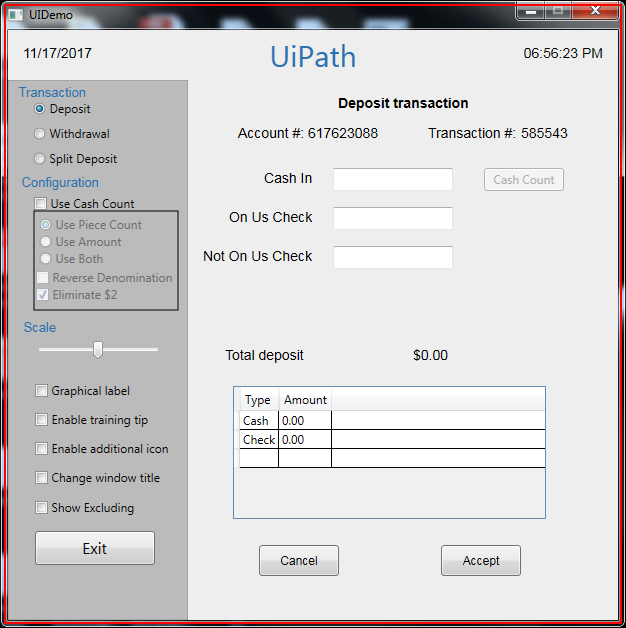 UIDemo
11/17/2017
UiPath
06:56:23 PM
Transaction
Deposit
Withdrawal
Split Deposit
Configuration
Use Cash Count
Use Piece Count
Use Amount
Use Both
Reverse Denomination
Eliminate $2
Scale
Graphical label
Enable training tip
Enable additional icon
Change window title
Show Excluding
Exit
Deposit transaction
Account #: 617623088 Transaction #: 585543
Cash In
Cash Count
On Us Check
Not On Us Check
Total deposit $0.00
Type Amount
Cash 0.00
Check 0.00
Cancel Accept